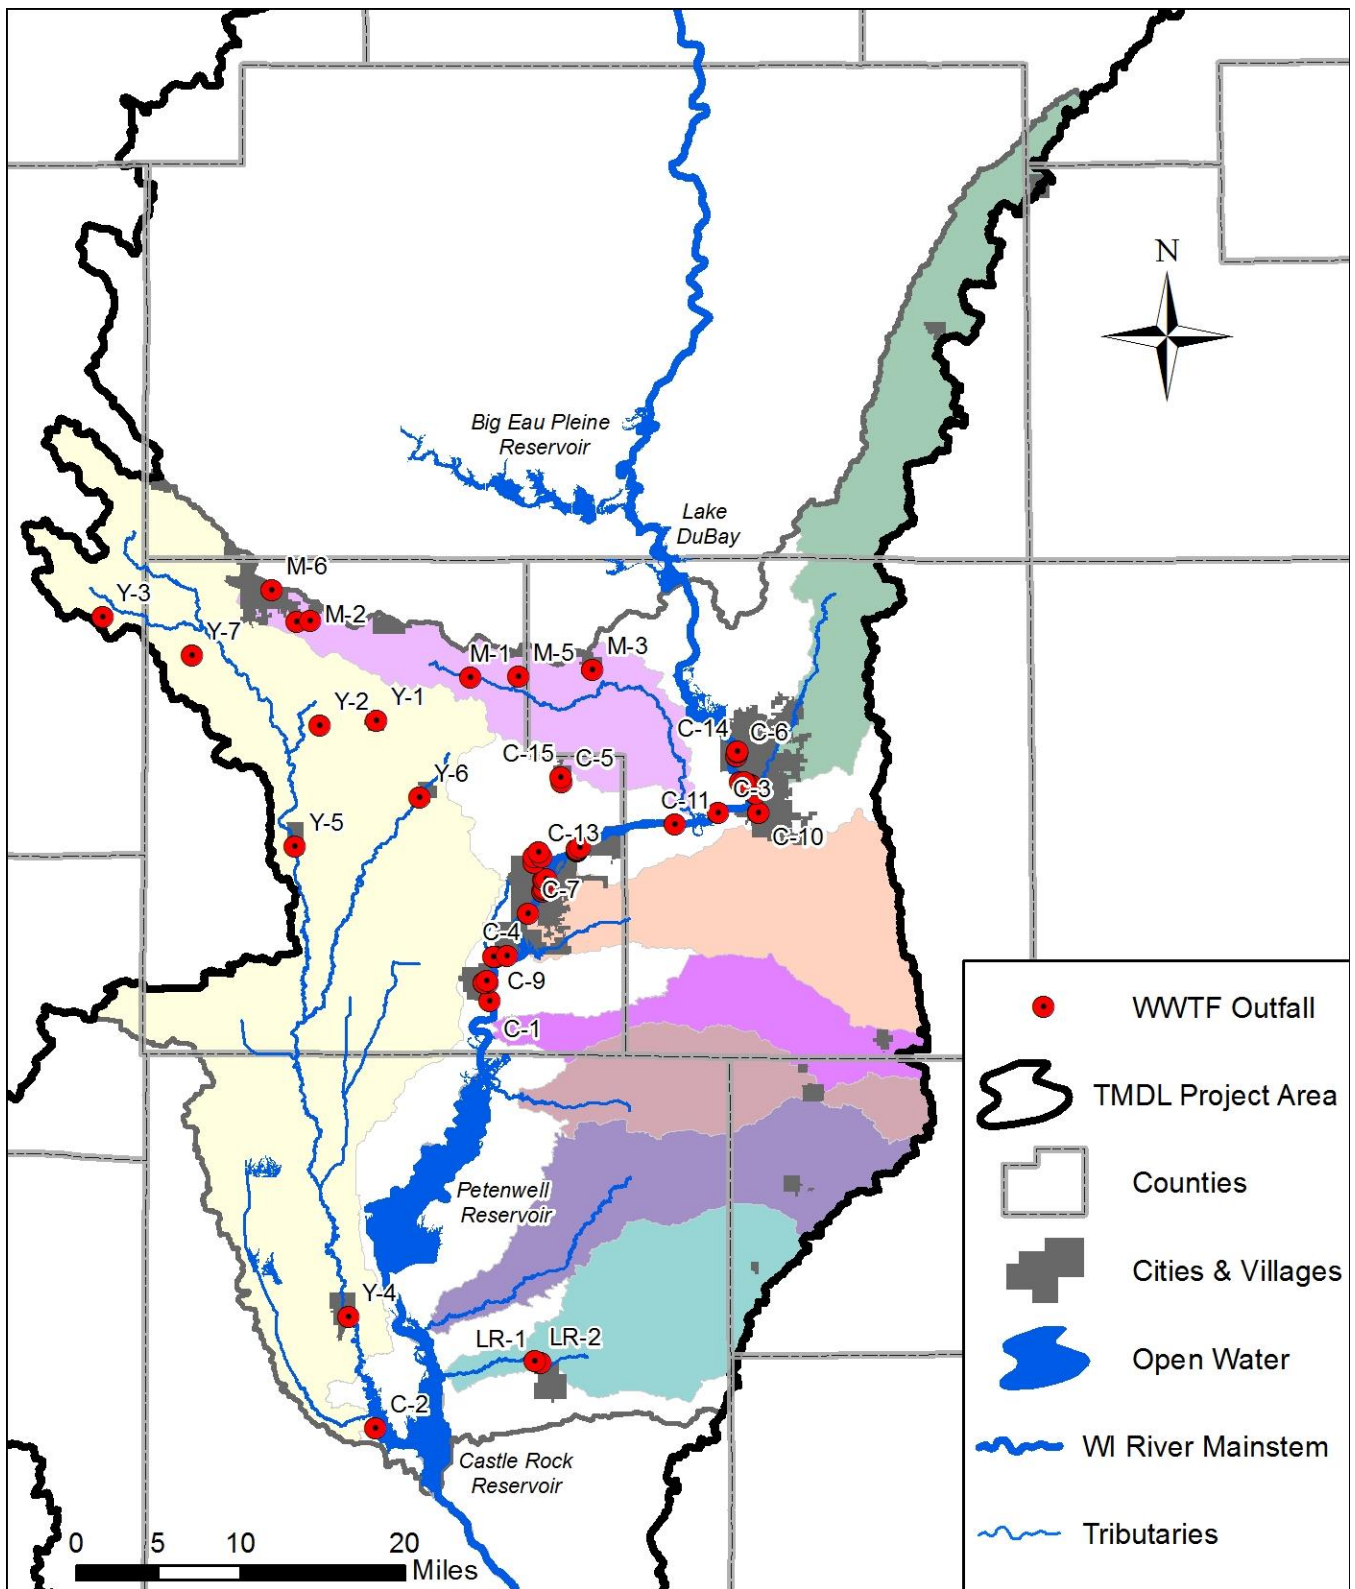 N
Big Eau Pleine
Reservoir
Lake
DuBay
M-6
Y-3
M-2
Y-7
M-1
M-5
M-3
Y-2
Y-1
C-14
C-6
C-15
C-5
Y-6
C-11
C-3
Y-5
C-13
C-10
C-7
C-4
C-9
C-1
WWTF Outfall
TMDL Project Area
Counties
Petenwell
Reservoir
Cities & Villages
Y-4
LR-1
LR-2
Open Water
C-2
WI River Mainstem
Castle Rock
Reservoir
Tributaries
0 5 10 20
Miles